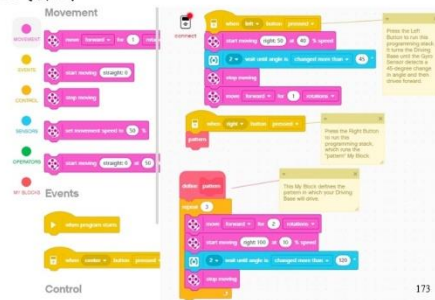 Movement
MOVEMENT
EVENTS
CONTROL
SENSORS
OPERATORS
MY BLOCKS
move forward for 1
start moving straight: 0
stop moving
set movement speed to 50 %
start moving straight: 0 at 50
Events
when program starts
when center button pressed
Control
connect
when left button pressed
start moving right: 50 at 40 % speed
2 wait until angle is changed more than 45
stop moving
move forward for 1 rotations
Press the Left
Button to run this
programming stack.
It turns the Driving
Base until the Gyro
Sensor detects a
45-degree change
in angle and then
drives forward.
when right button pressed
pattern
Press the Right Button
to run this
programming stack,
which runs the
"pattern" My Block.
define pattern
This My Block defines the
pattern in which your Driving
Base will drive.
repeat 3
move forward for 2 rotations
start moving right: 100 at 10 % speed
2 wait until angle is changed more than 120
stop moving
173